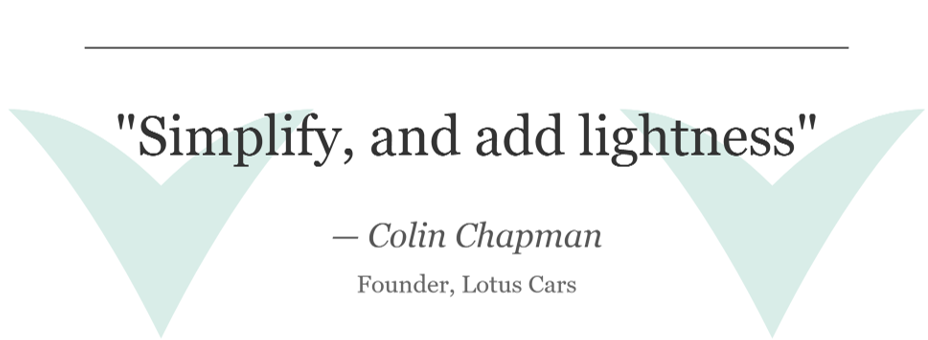 "Simplify, and add lightness"
— Colin Chapman
Founder, Lotus Cars